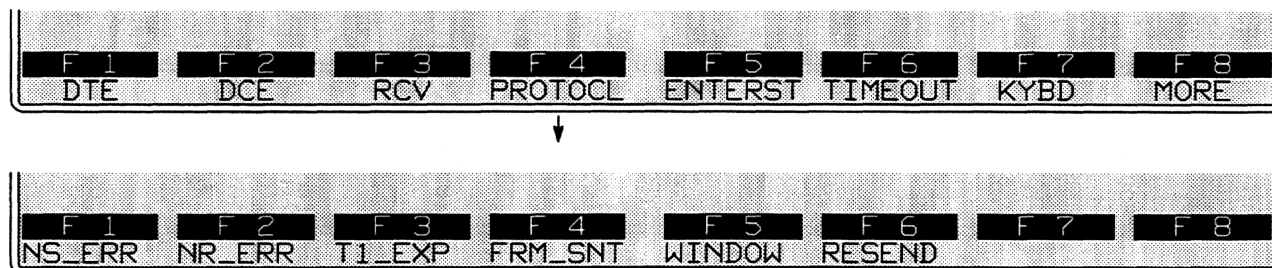 F 1 F 2 F 3 F 4 F 5 F 6 F 7 F 8
DTE DCE RCV PROTOCL ENTERST TIMEOUT KYBD MORE
F 1 F 2 F 3 F 4 F 5 F 6 F 7 F 8
NS_ERR NR_ERR T1_EXP FRM_SNT WINDOW RESEND